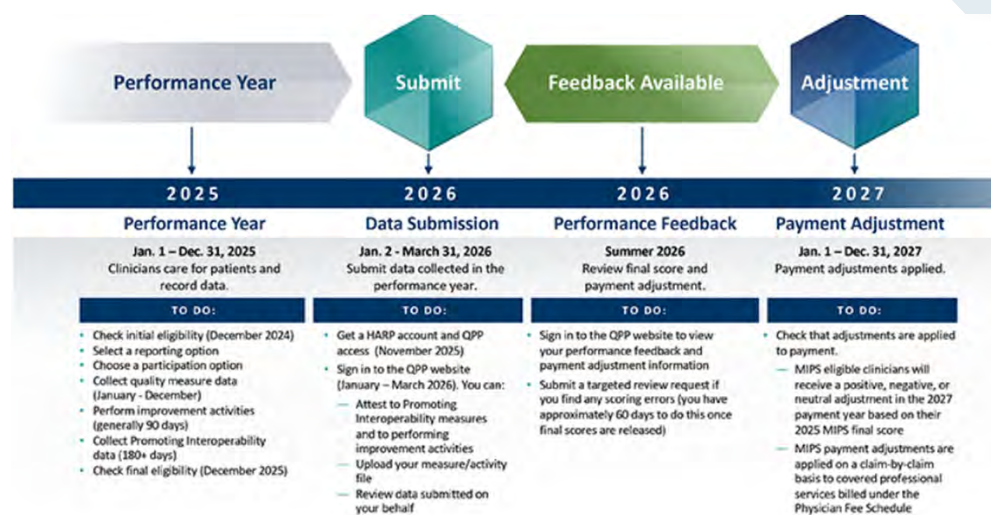 Performance Year
Submit
Feedback Available
Adjustment
2025
2026
2026
2027
Performance Year
Jan. 1 – Dec. 31, 2025
Clinicians care for patients and
record data.
TO DO:
• Check initial eligibility (December 2024)
• Select a reporting option
• Choose a participation option
• Collect quality measure data
(January - December)
• Perform improvement activities
(generally 90 days)
• Collect Promoting Interoperability
data (180+ days)
• Check final eligibility (December 2025)
Data Submission
Jan. 2 - March 31, 2026
Submit data collected in the
performance year.
TO DO:
• Get a HARP account and QPP
access (November 2025)
• Sign in to the QPP website
(January – March 2026). You can:
— Attest to Promoting
Interoperability measures
and to performing
improvement activities
— Upload your measure/activity
file
— Review data submitted on
your behalf
Performance Feedback
Summer 2026
Review final score and
payment adjustment.
TO DO:
• Sign in to the QPP website to view
your performance feedback and
payment adjustment information
• Submit a targeted review request if
you find any scoring errors (you have
approximately 60 days to do this once
final scores are released)
Payment Adjustment
Jan. 1 – Dec. 31, 2027
Payment adjustments applied.
TO DO:
• Check that adjustments are applied
to payment.
— MIPS eligible clinicians will
receive a positive, negative, or
neutral adjustment in the 2027
payment year based on their
2025 MIPS final score
— MIPS payment adjustments are
applied on a claim-by-claim
basis to covered professional
services billed under the
Physician Fee Schedule